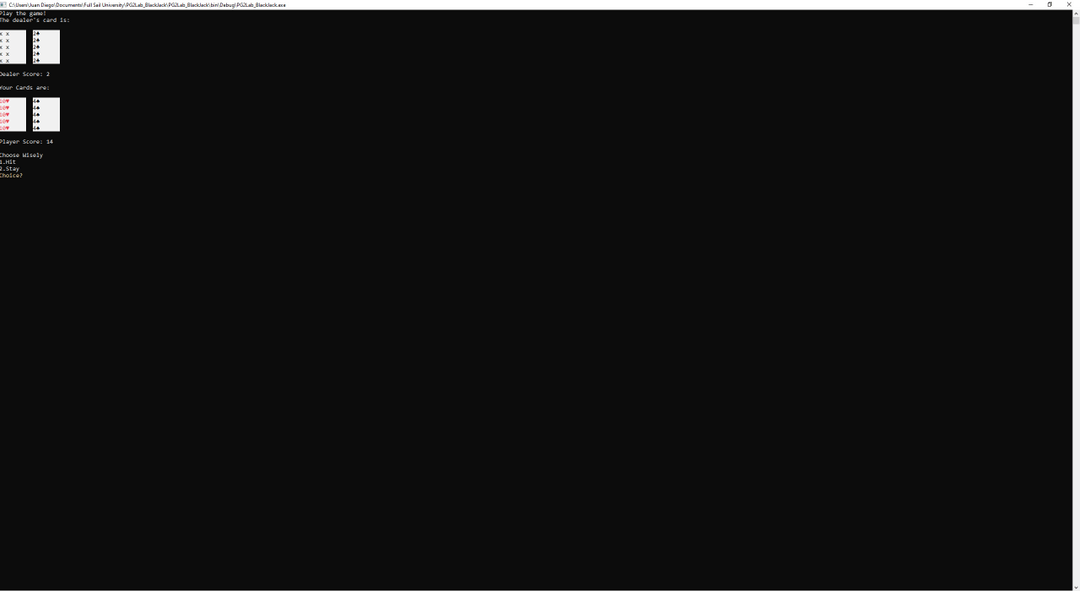 C:\Users\Juan Diego\Documents\Full Sail University\PG2Lab_BlackJack\PG2Lab_BlackJack\bin\Debug\PG2Lab_BlackJack.exe
Play the game!
The dealer's card is:
x x 2♠
x x 2♠
x x 2♠
x x 2♠
x x 2♠
Dealer Score: 2
Your Cards are:
10♥ 4♠
10♥ 4♠
10♥ 4♠
10♥ 4♠
10♥ 4♠
Player Score: 14
Choose Wisely
1.Hit
2.Stay
Choice?